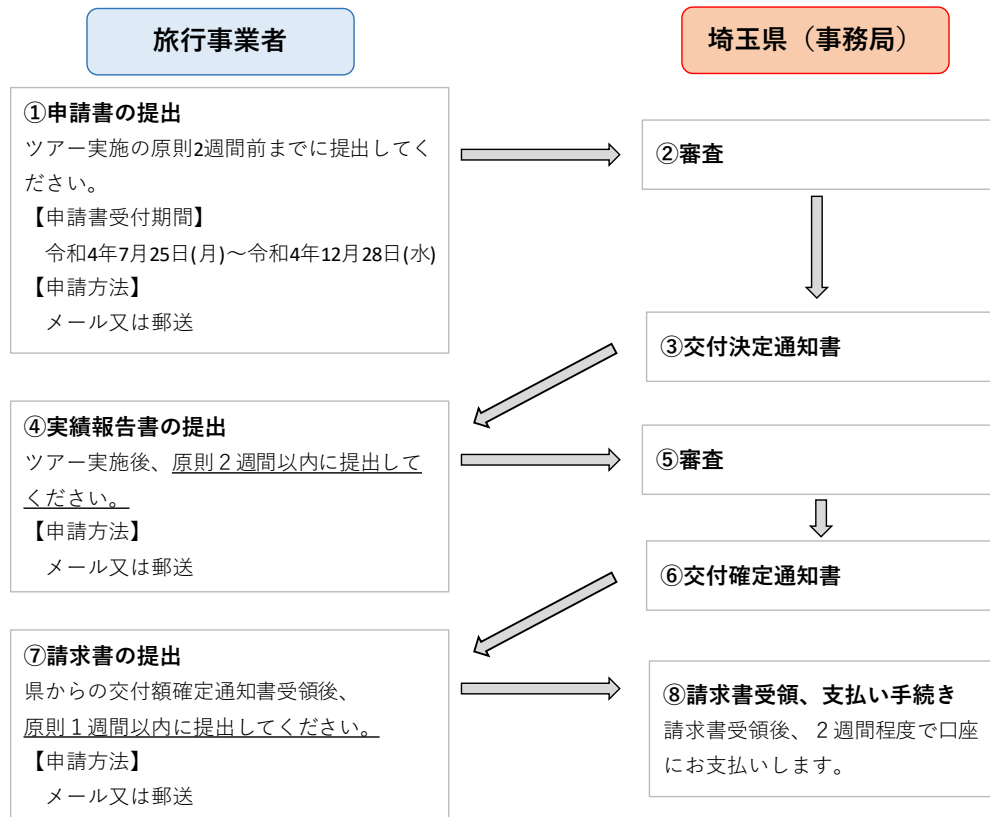 旅行事業者
埼玉県（事務局）
①申請書の提出
ツアー実施の原則2週間前までに提出してく
ださい。
【申請書受付期間】
令和4年7月25日(月)～令和4年12月28日(水)
【申請方法】
メール又は郵送
②審査
③交付決定通知書
④実績報告書の提出
ツアー実施後、原則２週間以内に提出して
ください。
【申請方法】
メール又は郵送
⑤審査
⑥交付確定通知書
⑦請求書の提出
県からの交付額確定通知書受領後、
原則１週間以内に提出してください。
【申請方法】
メール又は郵送
⑧請求書受領、支払い手続き
請求書受領後、２週間程度で口座
にお支払いします。